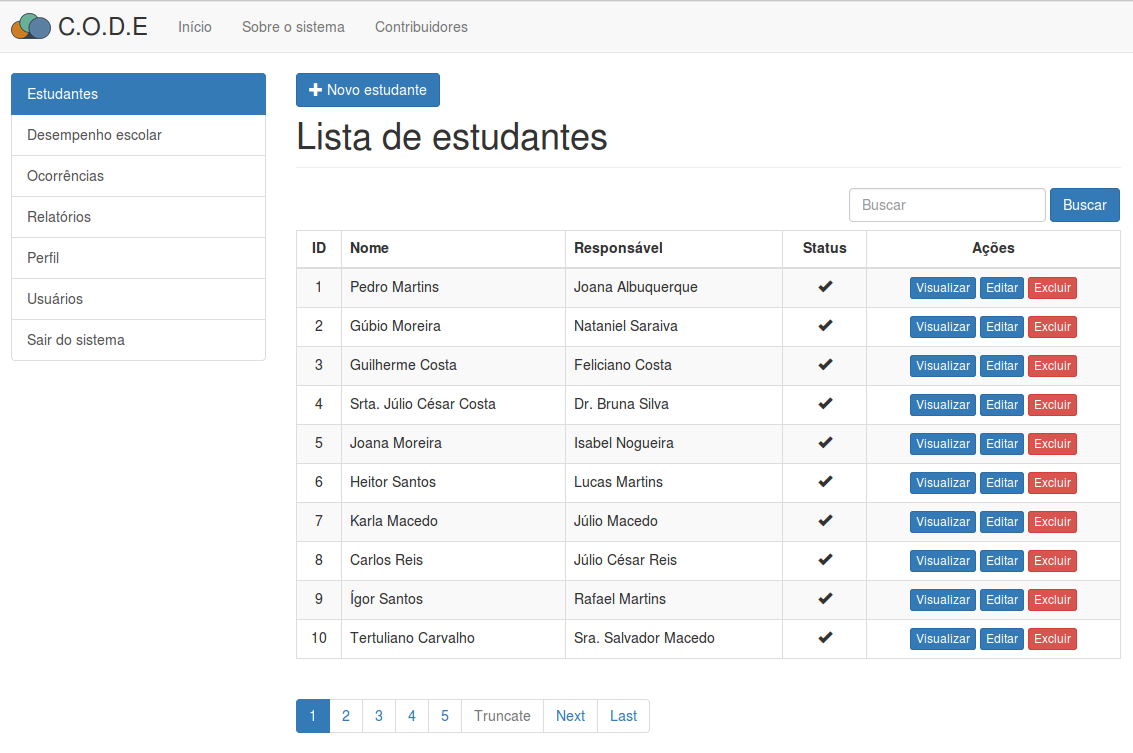 C.O.D.E Início Sobre o sistema Contribuidores
Estudantes
Desempenho escolar
Ocorrências
Relatórios
Perfil
Usuários
Sair do sistema
Novo estudante
Lista de estudantes
Buscar Buscar
ID Nome Responsável Status Ações
1 Pedro Martins Joana Albuquerque Visualizar Editar Excluir
2 Gúbio Moreira Nataniel Saraiva Visualizar Editar Excluir
3 Guilherme Costa Feliciano Costa Visualizar Editar Excluir
4 Srta. Júlio César Costa Dr. Bruna Silva Visualizar Editar Excluir
5 Joana Moreira Isabel Nogueira Visualizar Editar Excluir
6 Heitor Santos Lucas Martins Visualizar Editar Excluir
7 Karla Macedo Júlio Macedo Visualizar Editar Excluir
8 Carlos Reis Júlio César Reis Visualizar Editar Excluir
9 Ígor Santos Rafael Martins Visualizar Editar Excluir
10 Tertuliano Carvalho Sra. Salvador Macedo Visualizar Editar Excluir
1 2 3 4 5 Truncate Next Last